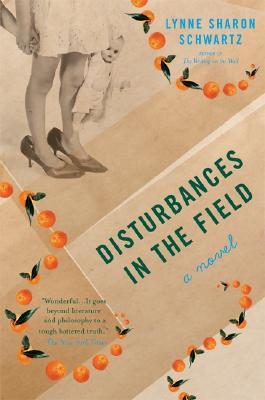 LYNNE SHARON
SCHWARTZ
AUTHOR OF
The Writing on the Wall
DISTURBANCES
IN THE FIELD
a novel
"Wonderful...It goes
beyond literature
and philosophy to a
tough battered truth."
—The New York Times